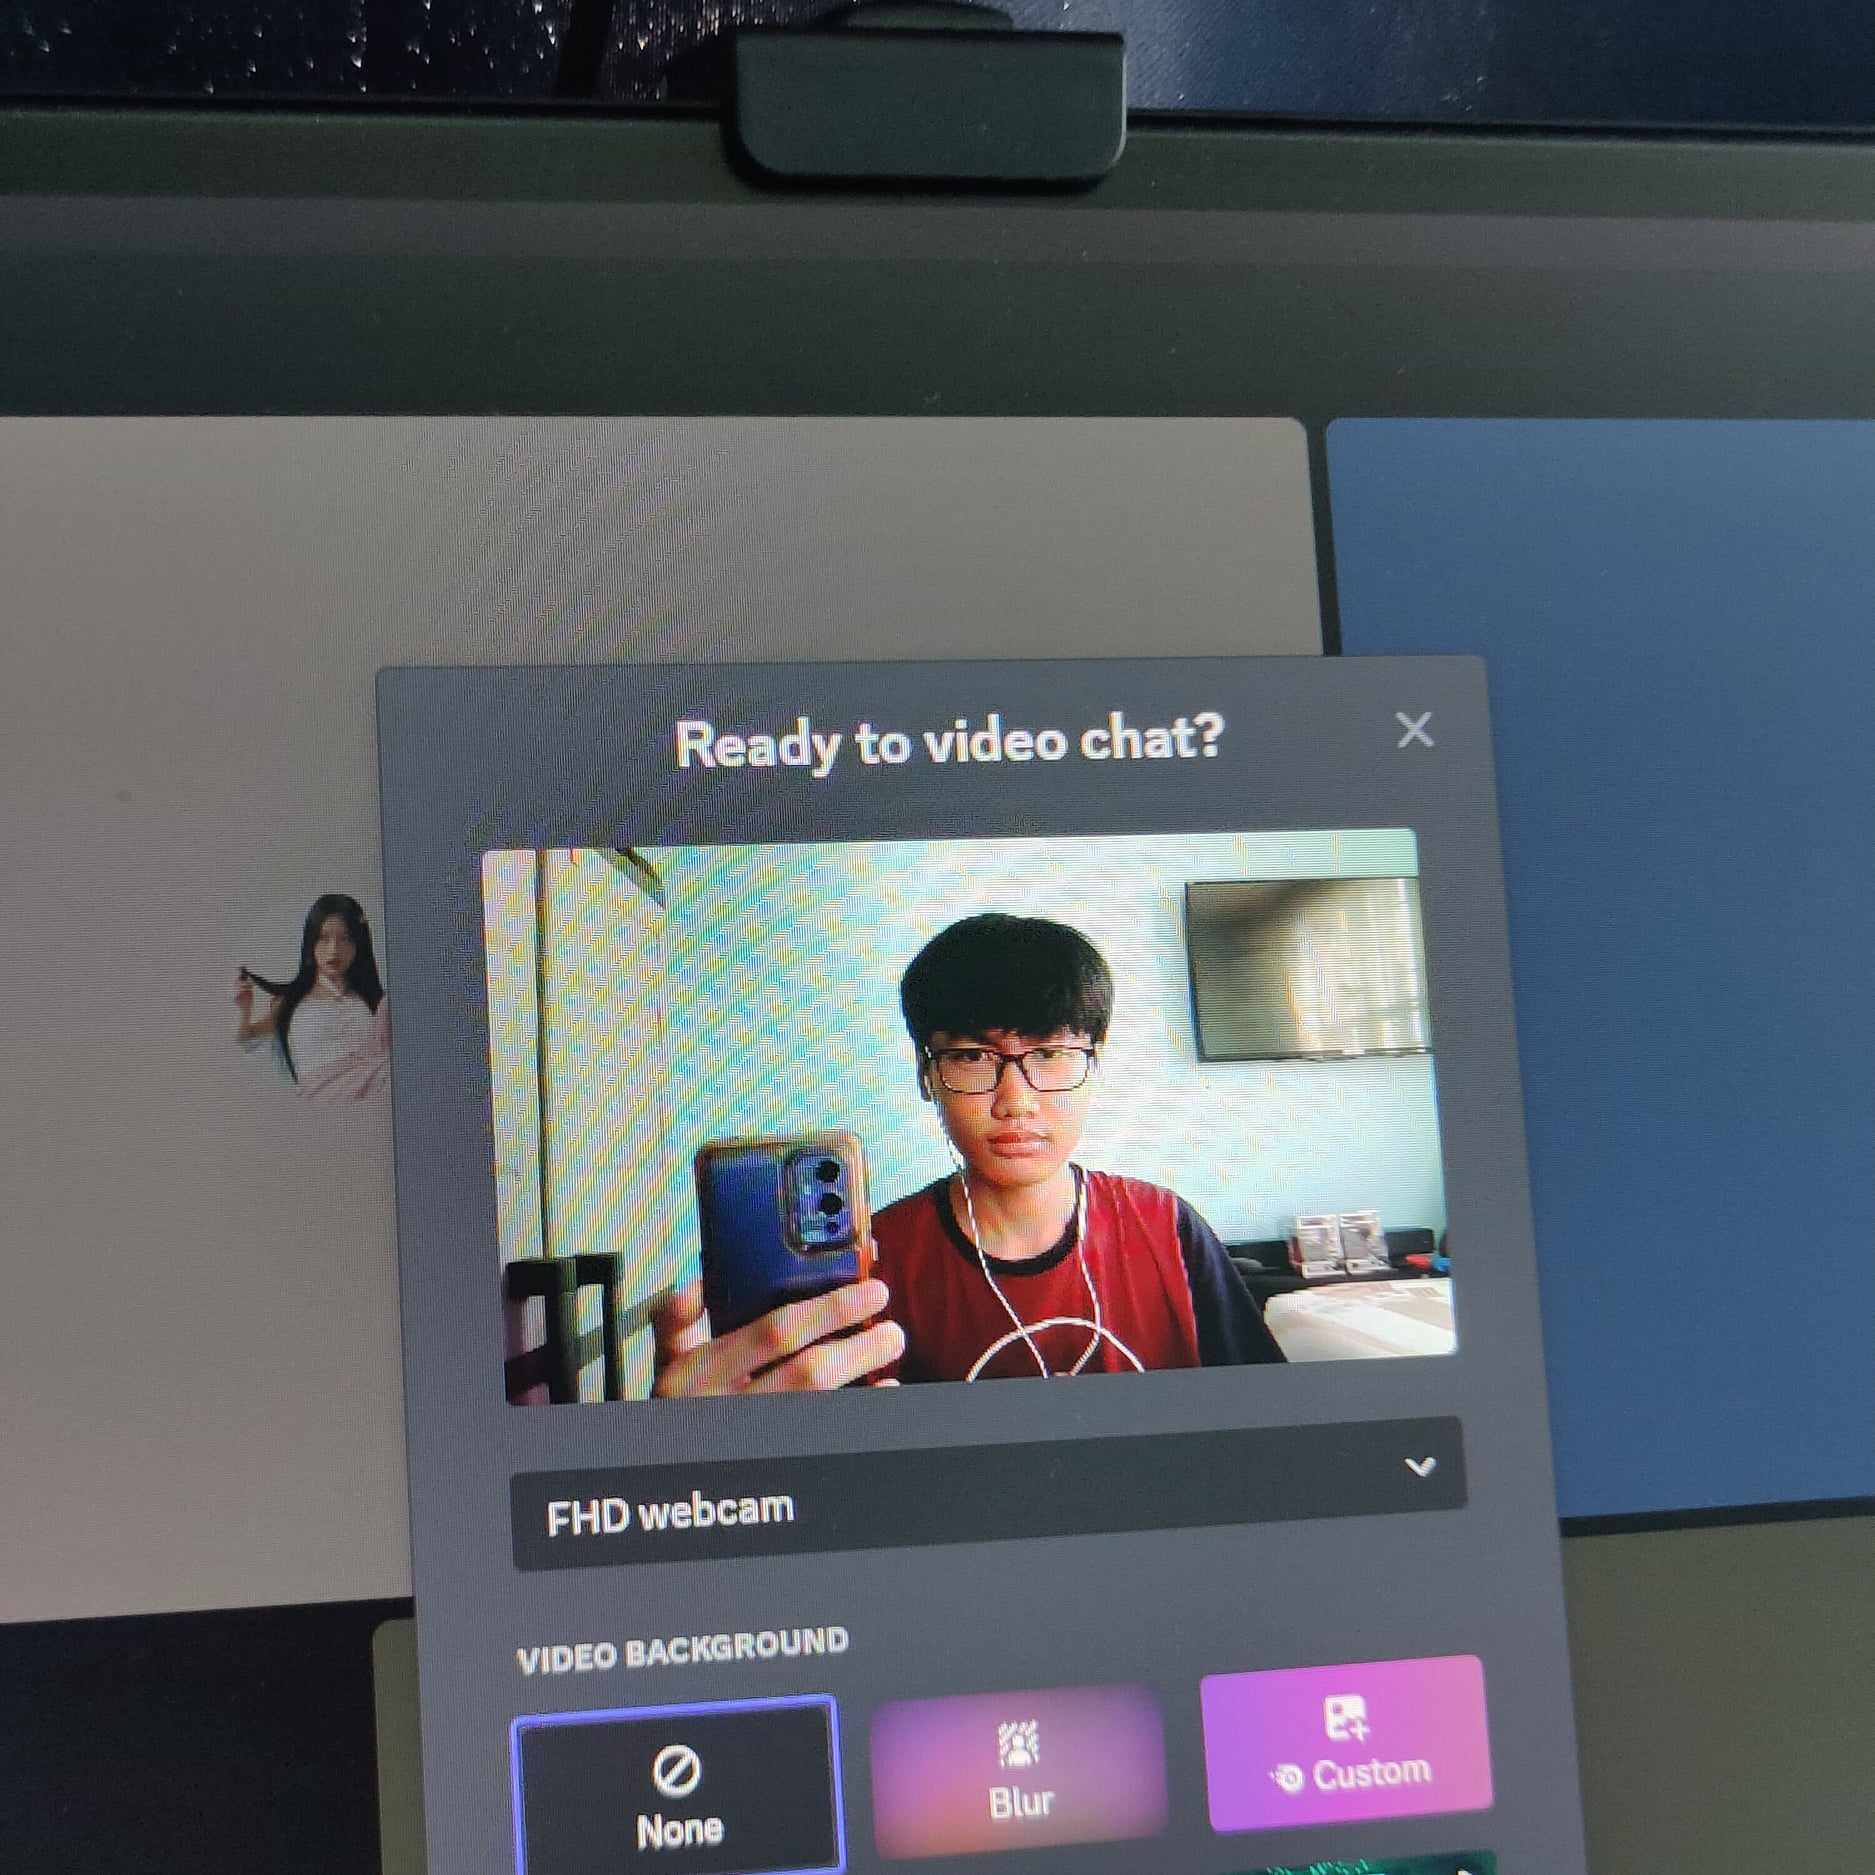 Ready to video chat?
FHD webcam
VIDEO BACKGROUND
None
Blur
Custom